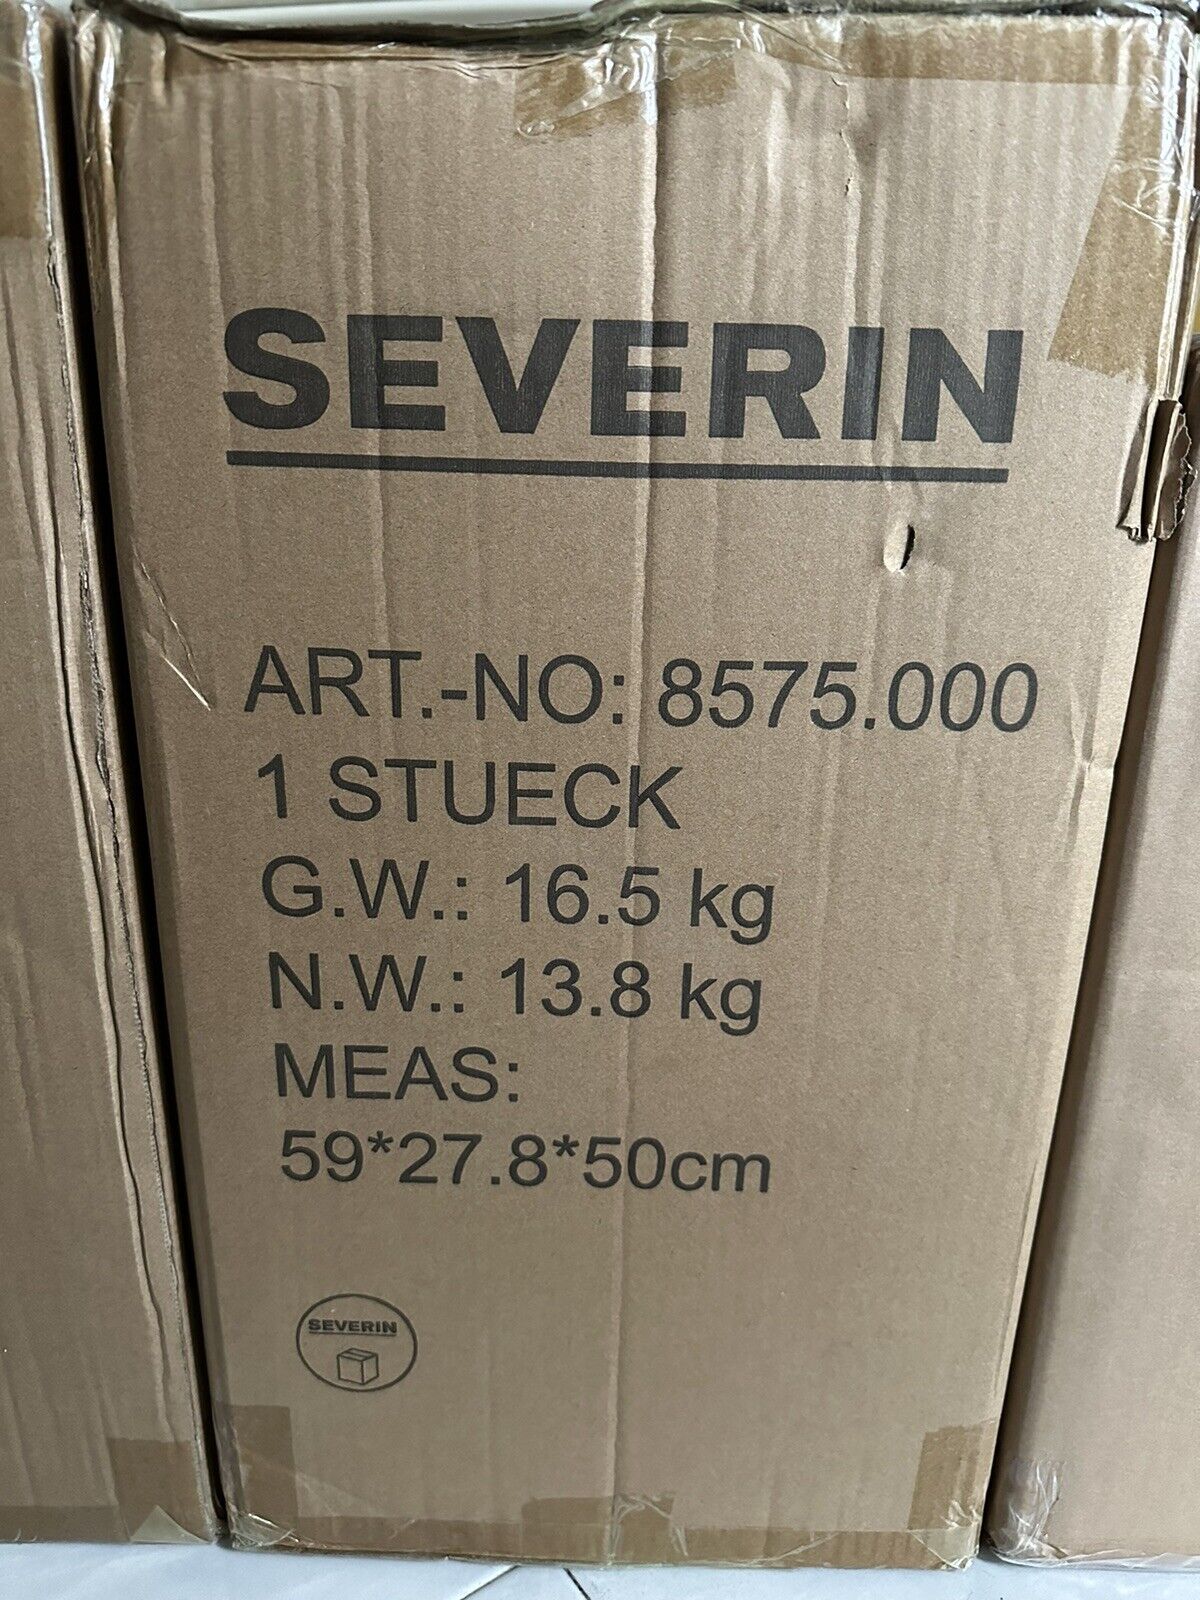 SEVERIN
ART.-NO: 8575.000
1 STUECK
G.W.: 16.5 kg
N.W.: 13.8 kg
MEAS:
59*27.8*50cm
SEVERIN